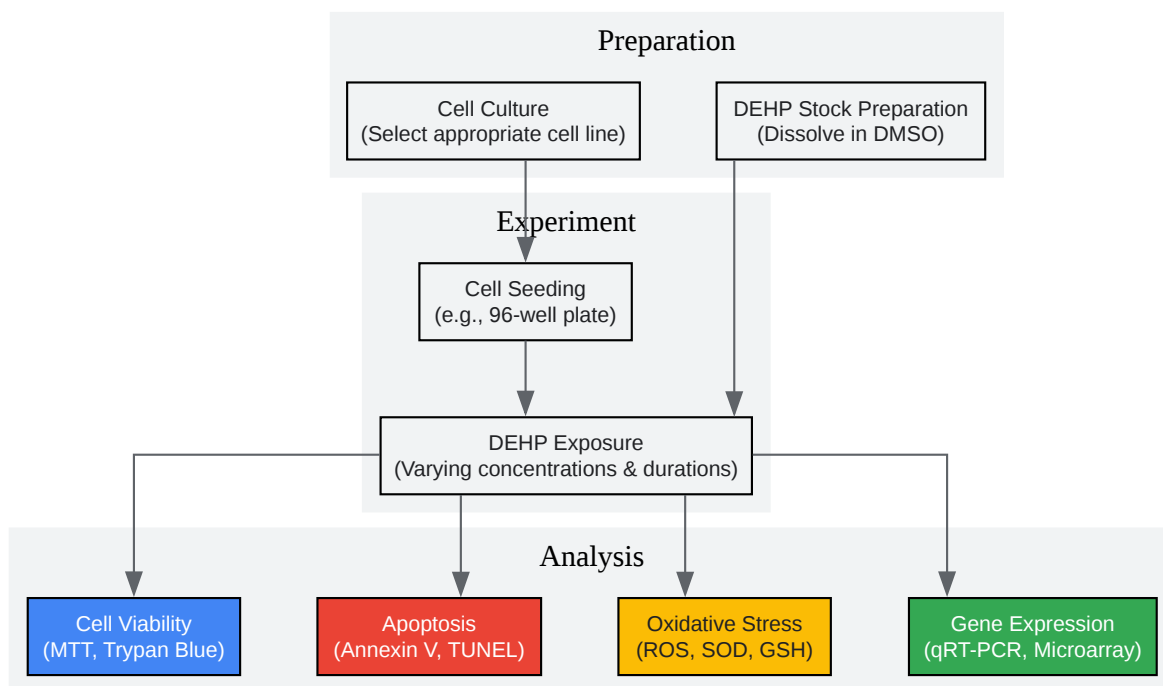 Preparation
Cell Culture
(Select appropriate cell line)
DEHP Stock Preparation
(Dissolve in DMSO)
Experiment
Cell Seeding
(e.g., 96-well plate)
DEHP Exposure
(Varying concentrations & durations)
Analysis
Cell Viability
(MTT, Trypan Blue)
Apoptosis
(Annexin V, TUNEL)
Oxidative Stress
(ROS, SOD, GSH)
Gene Expression
(qRT-PCR, Microarray)